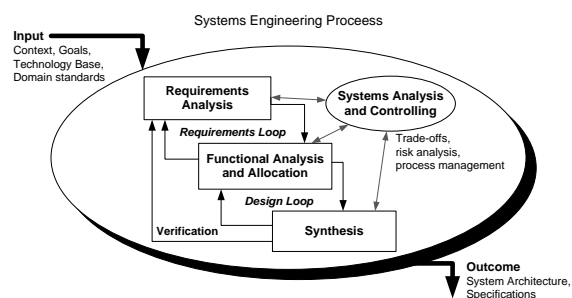 Systems Engineering Proceess
Input
Context, Goals,
Technology Base,
Domain standards
Requirements
Analysis
Systems Analysis
and Controlling
Requirements Loop
Trade-offs,
risk analysis,
process management
Functional Analysis
and Allocation
Design Loop
Verification
Synthesis
Outcome
System Architecture,
Specifications